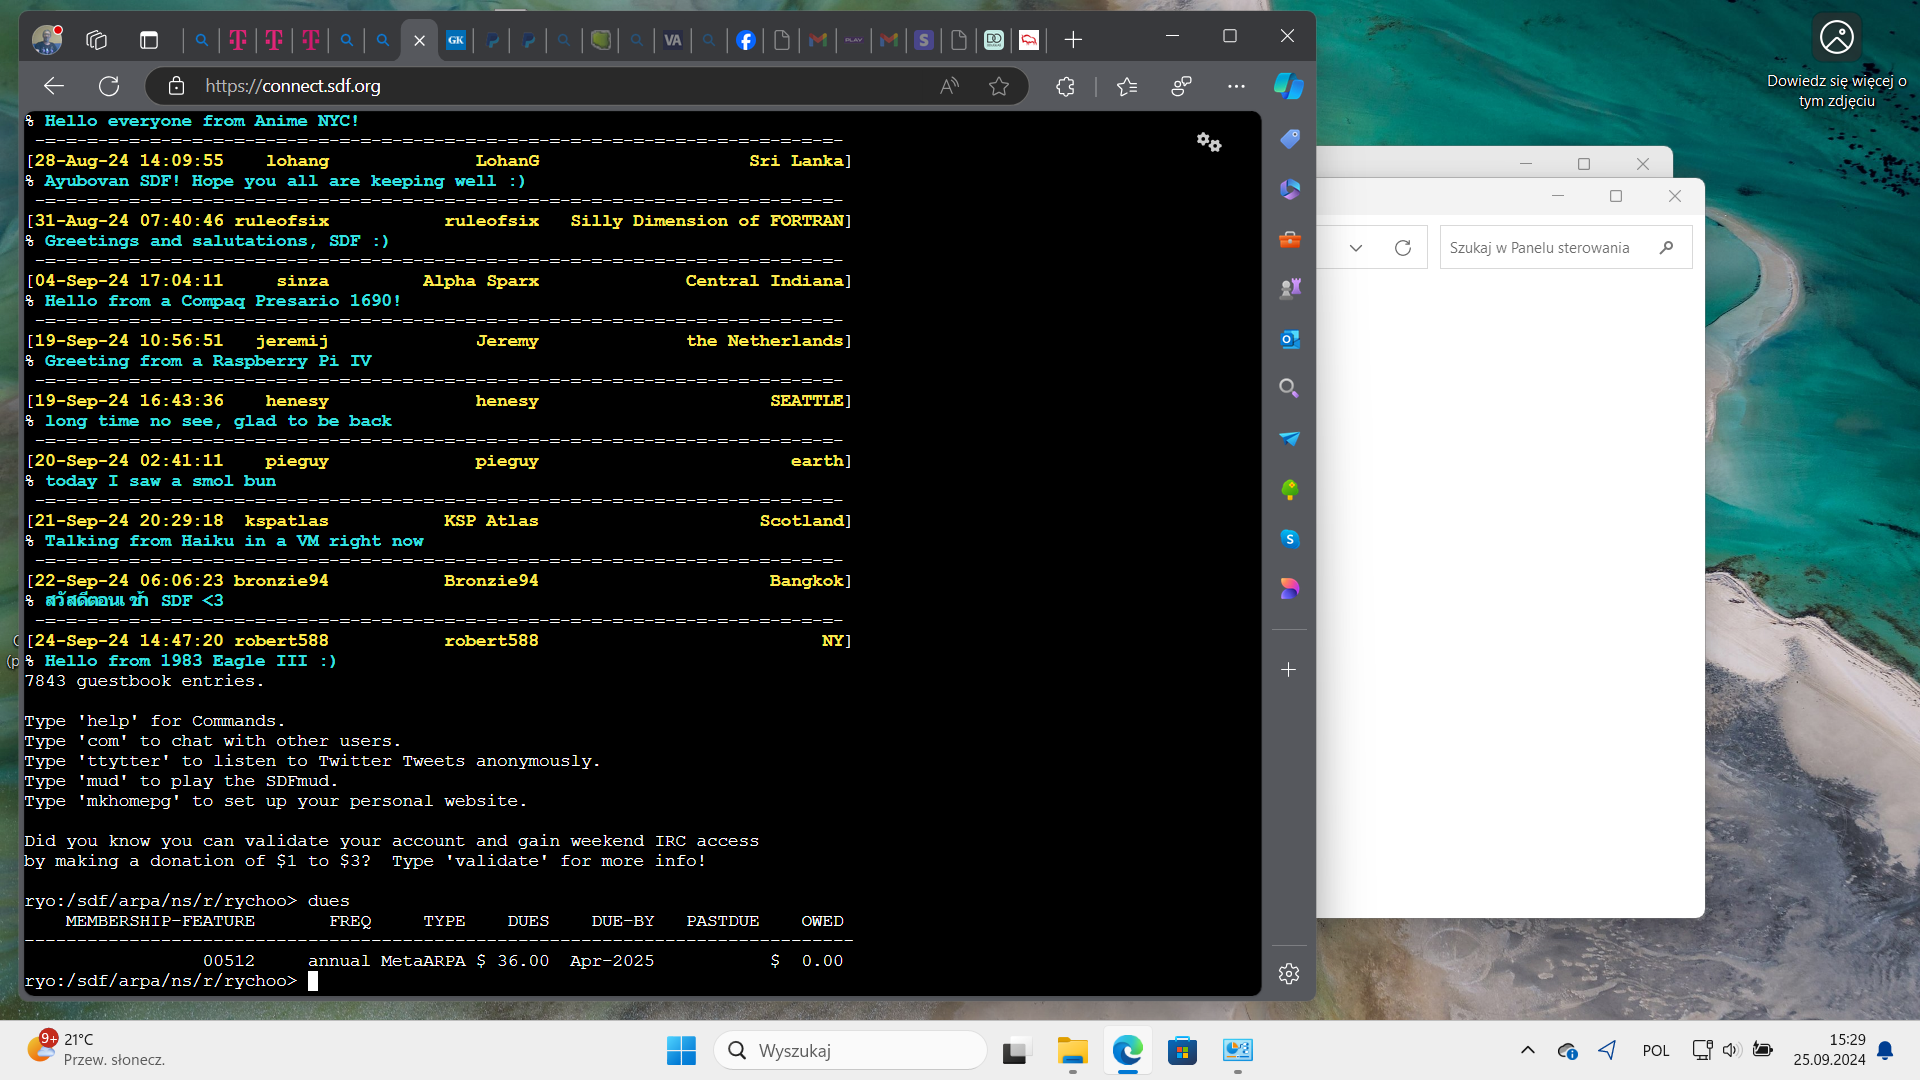 https://connect.sdf.org
% Hello everyone from Anime NYC!
-=-=-=-=-=-=-=-=-=-=-=-=-=-=-=-=-=-=-=-=-=-=-=-=-=-=-=-=-=-=-=-=-=-=-=-=-=-=-
[28-Aug-24 14:09:55    lohang              LohanG                    Sri Lanka]
% Ayubovan SDF! Hope you all are keeping well :)
-=-=-=-=-=-=-=-=-=-=-=-=-=-=-=-=-=-=-=-=-=-=-=-=-=-=-=-=-=-=-=-=-=-=-=-=-=-=-
[31-Aug-24 07:40:46 ruleofsix           ruleofsix   Silly Dimension of FORTRAN]
% Greetings and salutations, SDF :)
-=-=-=-=-=-=-=-=-=-=-=-=-=-=-=-=-=-=-=-=-=-=-=-=-=-=-=-=-=-=-=-=-=-=-=-=-=-=-
[04-Sep-24 17:04:11     sinza         Alpha Sparx              Central Indiana]
% Hello from a Compaq Presario 1690!
-=-=-=-=-=-=-=-=-=-=-=-=-=-=-=-=-=-=-=-=-=-=-=-=-=-=-=-=-=-=-=-=-=-=-=-=-=-=-
[19-Sep-24 10:56:51   jeremij              Jeremy              the Netherlands]
% Greeting from a Raspberry Pi IV
-=-=-=-=-=-=-=-=-=-=-=-=-=-=-=-=-=-=-=-=-=-=-=-=-=-=-=-=-=-=-=-=-=-=-=-=-=-=-
[19-Sep-24 16:43:36    henesy              henesy                      SEATTLE]
% long time no see, glad to be back
-=-=-=-=-=-=-=-=-=-=-=-=-=-=-=-=-=-=-=-=-=-=-=-=-=-=-=-=-=-=-=-=-=-=-=-=-=-=-
[20-Sep-24 02:41:11    pieguy              pieguy                        earth]
% today I saw a smol bun
-=-=-=-=-=-=-=-=-=-=-=-=-=-=-=-=-=-=-=-=-=-=-=-=-=-=-=-=-=-=-=-=-=-=-=-=-=-=-
[21-Sep-24 20:29:18  kspatlas           KSP Atlas                     Scotland]
% Talking from Haiku in a VM right now
-=-=-=-=-=-=-=-=-=-=-=-=-=-=-=-=-=-=-=-=-=-=-=-=-=-=-=-=-=-=-=-=-=-=-=-=-=-=-
[22-Sep-24 06:06:23 bronzie94           Bronzie94                      Bangkok]
% สวัสดีตอนเช้า SDF <3
-=-=-=-=-=-=-=-=-=-=-=-=-=-=-=-=-=-=-=-=-=-=-=-=-=-=-=-=-=-=-=-=-=-=-=-=-=-=-
[24-Sep-24 14:47:20 robert588           robert588                           NY]
% Hello from 1983 Eagle III :)
7843 guestbook entries.
Type 'help' for Commands.
Type 'com' to chat with other users.
Type 'ttytter' to listen to Twitter Tweets anonymously.
Type 'mud' to play the SDFmud.
Type 'mkhomepg' to set up your personal website.
Did you know you can validate your account and gain weekend IRC access
by making a donation of $1 to $3?  Type 'validate' for more info!
ryo:/sdf/arpa/ns/r/rychoo> dues
MEMBERSHIP-FEATURE       FREQ     TYPE    DUES    DUE-BY   PASTDUE    OWED
-------------------------------------------------------------------------------
00512     annual MetaARPA $ 36.00  Apr-2025           $  0.00
ryo:/sdf/arpa/ns/r/rychoo>
Szukaj w Panelu sterowania
Dowiedz się więcej o
tym zdjęciu
9+
21°C
Przew. słonecz.
Wyszukaj
POL
15:29
25.09.2024